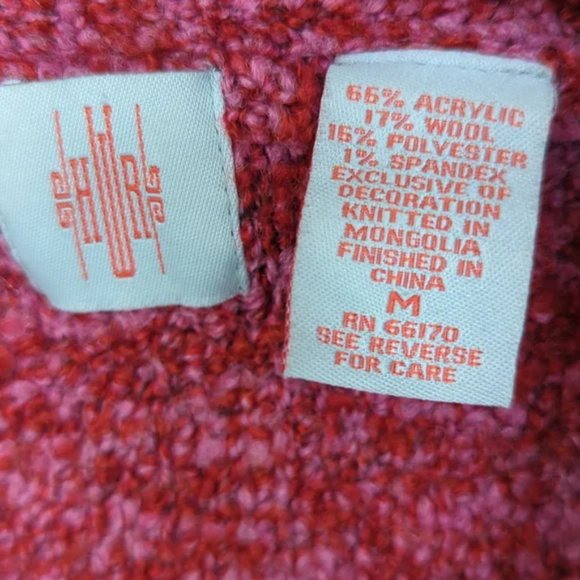 66% ACRYLIC
17% WOOL
16% POLYESTER
1% SPANDEX
EXCLUSIVE OF
DECORATION
KNITTED IN
MONGOLIA
FINISHED IN
CHINA
M
RN 66170
SEE REVERSE
FOR CARE